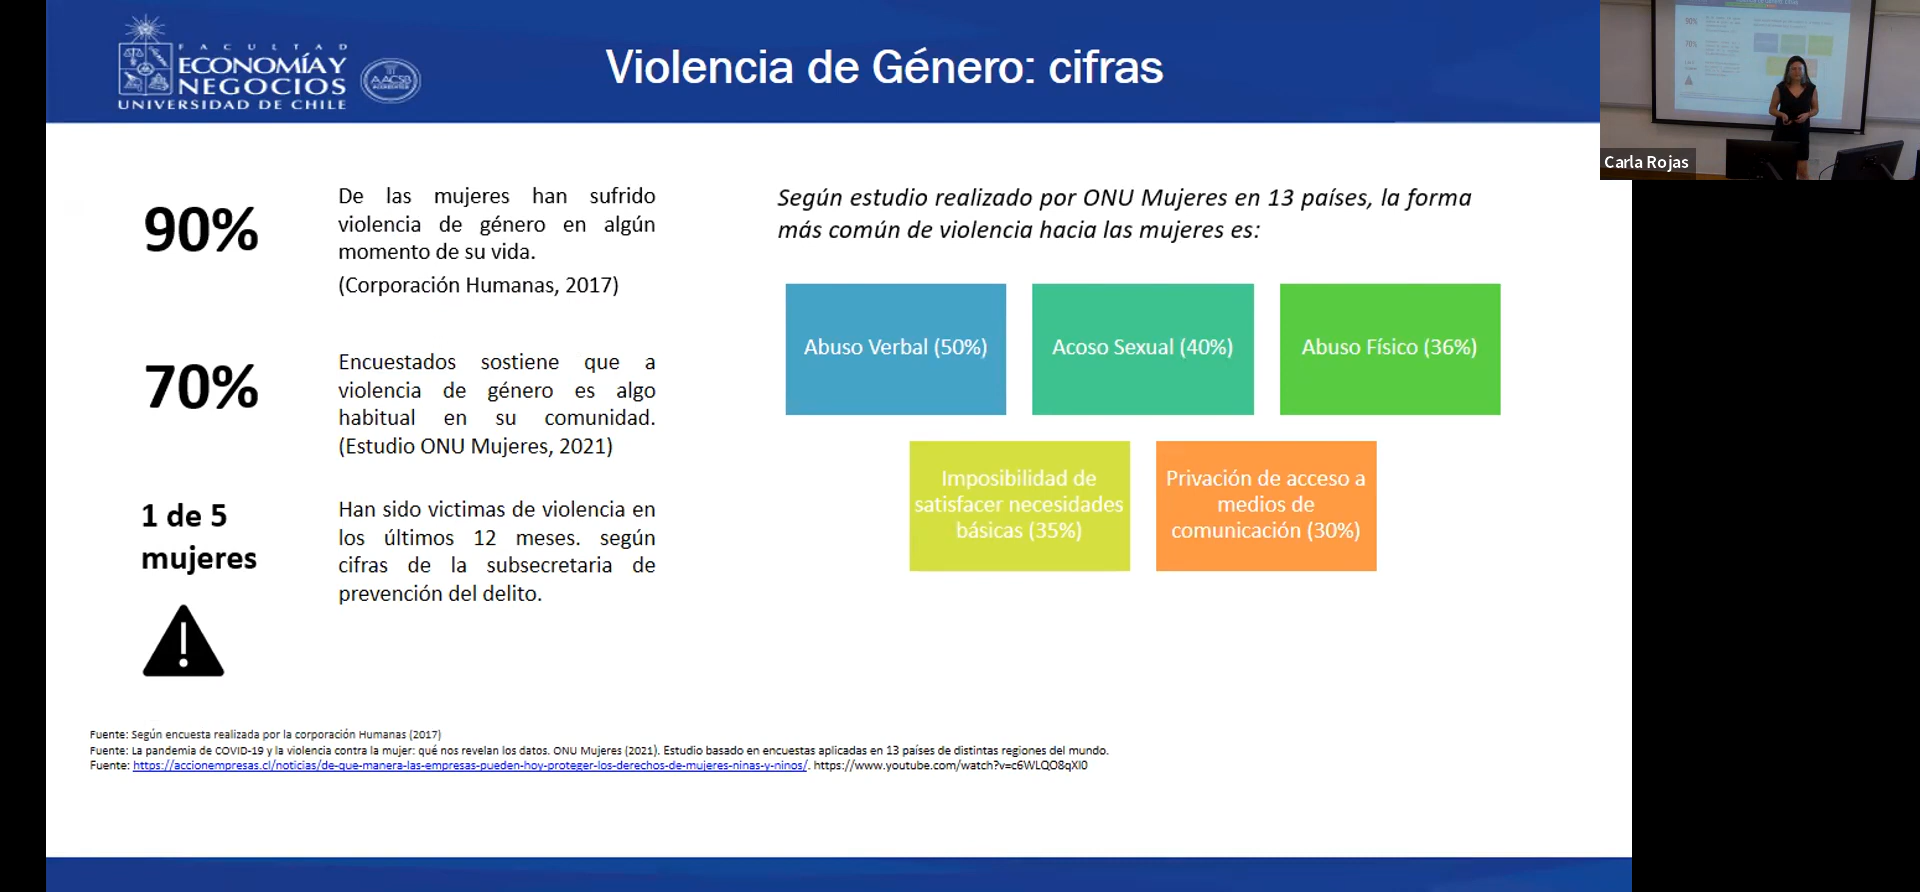 FACULTAD
ECONOMÍA Y
NEGOCIOS
UNIVERSIDAD DE CHILE
AACSB
ACCREDITED
Violencia de Género: cifras
Carla Rojas
90%
De las mujeres han sufrido
violencia de género en algún
momento de su vida.
(Corporación Humanas, 2017)
70%
Encuestados sostiene que a
violencia de género es algo
habitual en su comunidad.
(Estudio ONU Mujeres, 2021)
1 de 5
mujeres
Han sido victimas de violencia en
los últimos 12 meses. según
cifras de la subsecretaria de
prevención del delito.
Según estudio realizado por ONU Mujeres en 13 países, la forma
más común de violencia hacia las mujeres es:
Abuso Verbal (50%)
Acoso Sexual (40%)
Abuso Físico (36%)
Imposibilidad de
satisfacer necesidades
básicas (35%)
Privación de acceso a
medios de
comunicación (30%)
Fuente: Según encuesta realizada por la corporación Humanas (2017)
Fuente: La pandemia de COVID-19 y la violencia contra la mujer: qué nos revelan los datos. ONU Mujeres (2021). Estudio basado en encuestas aplicadas en 13 países de distintas regiones del mundo.
Fuente: https://accionempresas.cl/noticias/de-que-manera-las-empresas-pueden-hoy-proteger-los-derechos-de-mujeres-ninas-y-ninos/. https://www.youtube.com/watch?v=c6WLQO8qXI0